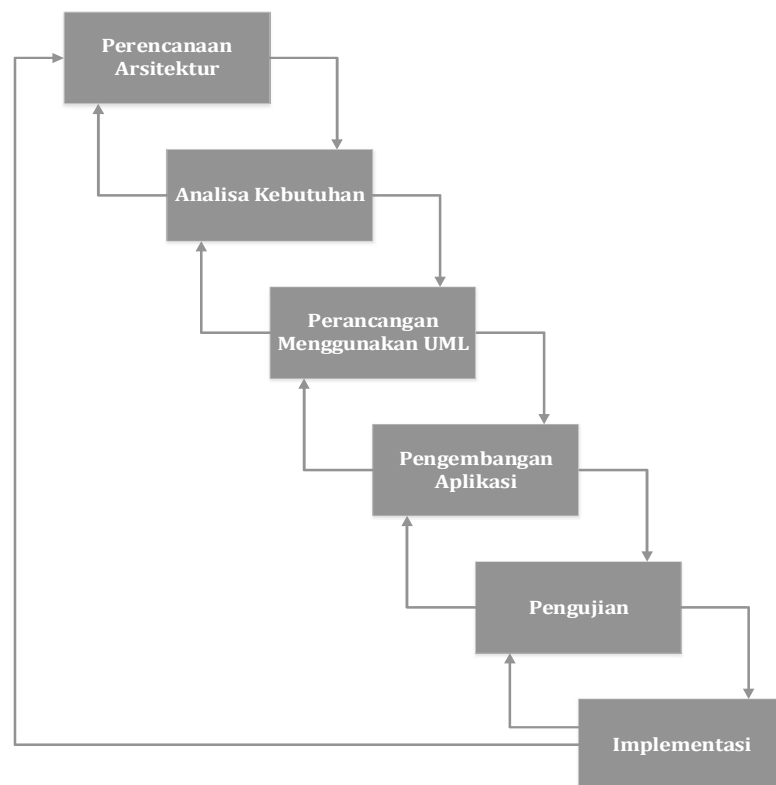 Perencanaan
Arsitektur
Analisa Kebutuhan
Perancangan
Menggunakan UML
Pengembangan
Aplikasi
Pengujian
Implementasi